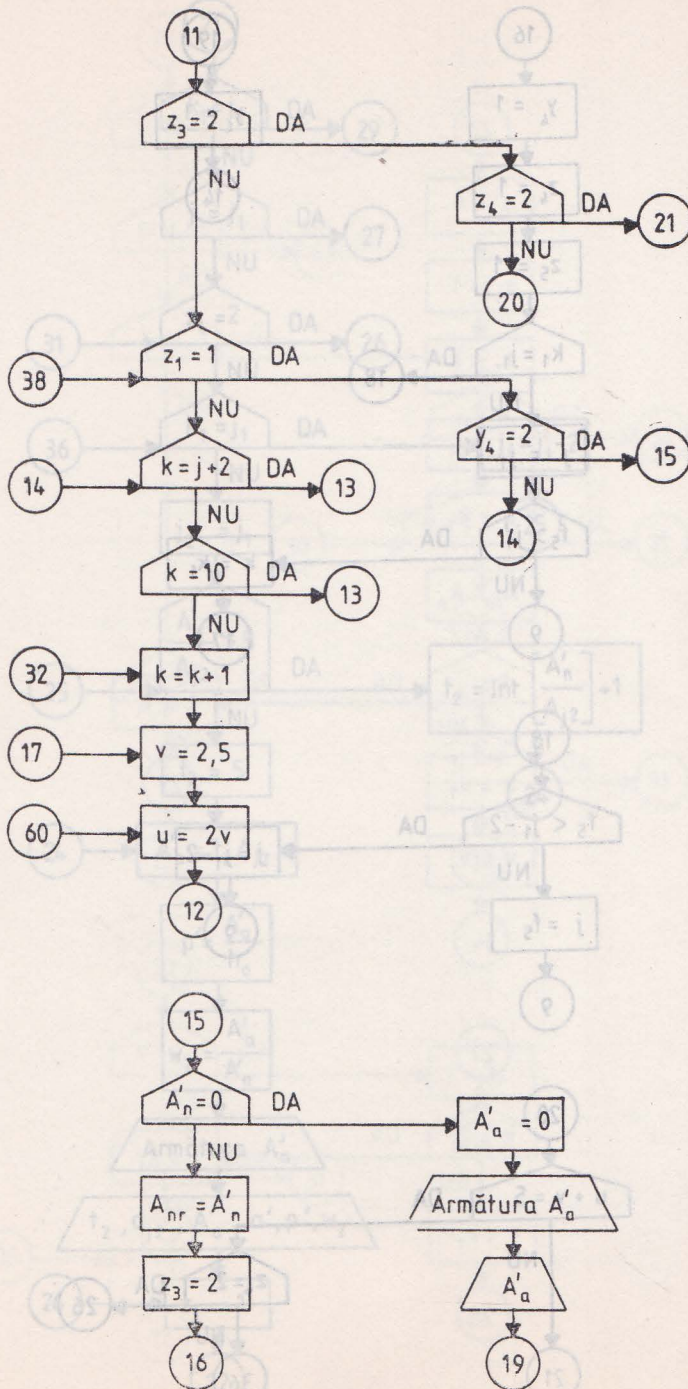 11
z₃ = 2 DA
NU
z₄ = 2 DA
21
NU
20
z₁ = 1 DA
38
NU
y₄ = 2 DA
15
k = j + 2 DA
14
13
NU
NU
14
k = 10 DA
13
NU
32
k = k + 1
17
v = 2,5
60
u = 2v
12
15
A'ₙ = 0 DA
A'ₐ = 0
NU
Aₙᵣ = A'ₙ
Armătura A'ₐ
z₃ = 2
A'ₐ
16
19